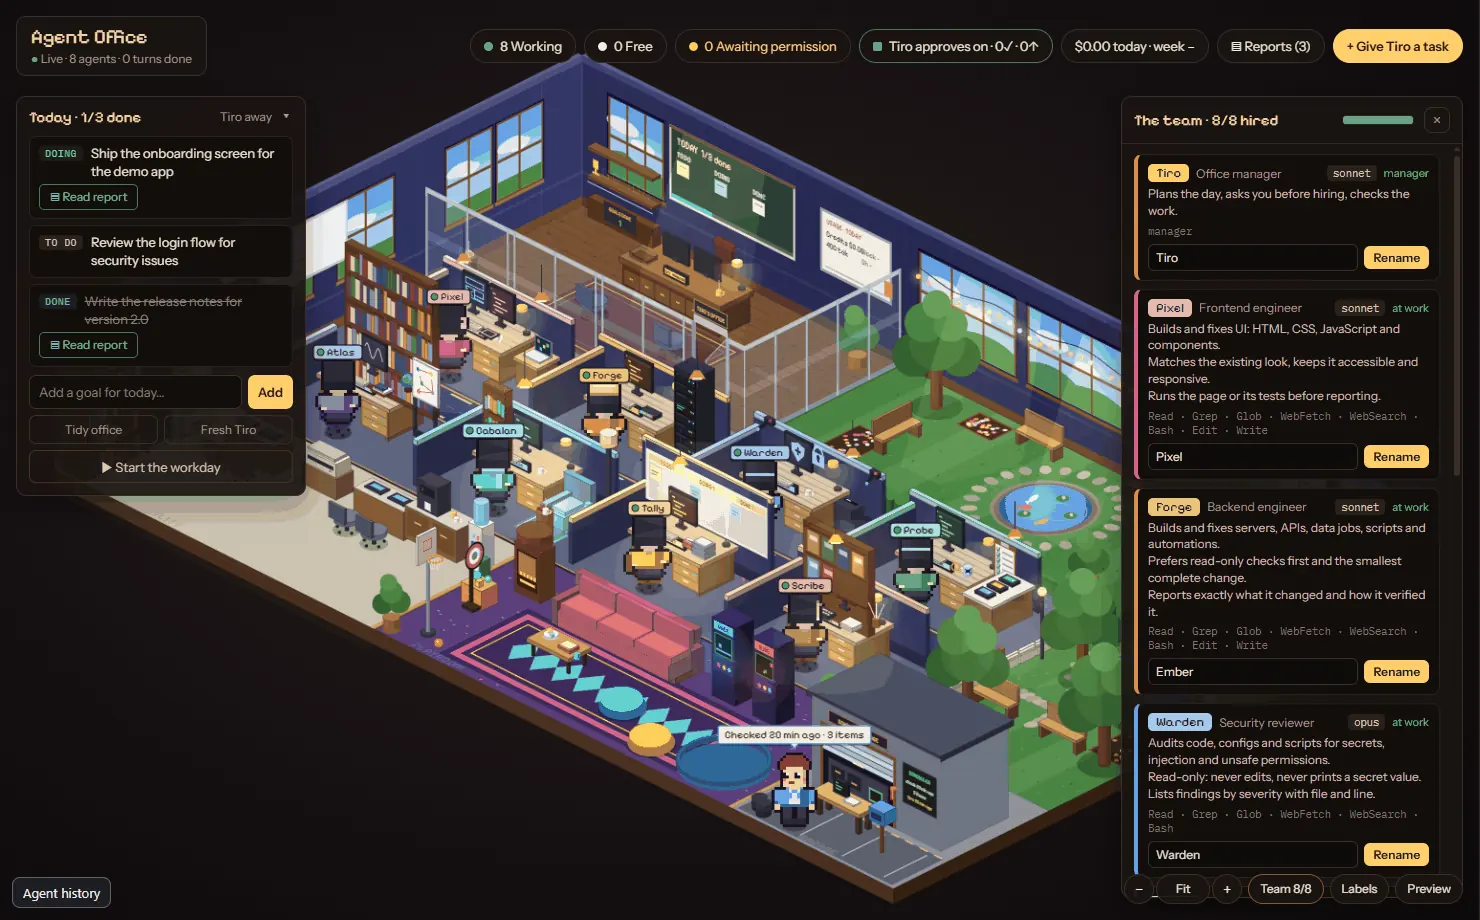 Agent Office
Live · 8 agents · 0 turns done
8 Working
0 Free
0 Awaiting permission
Tiro approves on · 0✓ · 0↑
$0.00 today · week –
Reports (3)
+ Give Tiro a task
Today · 1/3 done
Tiro away
DOING
Ship the onboarding screen for
the demo app
Read report
TO DO
Review the login flow for
security issues
DONE
Write the release notes for
version 2.0
Read report
Add a goal for today...
Add
Tidy office
Fresh Tiro
▶ Start the workday
Agent history
TODAY 1/3 done
TODO
DOING
DONE
USAGE TODAY
Pixel
Atlas
Forge
Cabalan
Warden
Tally
Probe
Scribe
Checked 20 min ago · 3 items
The team · 8/8 hired
×
Tiro
Office manager
sonnet
manager
Plans the day, asks you before hiring, checks the
work.
manager
Tiro
Rename
Pixel
Frontend engineer
sonnet
at work
Builds and fixes UI: HTML, CSS, JavaScript and
components.
Matches the existing look, keeps it accessible and
responsive.
Runs the page or its tests before reporting.
Read · Grep · Glob · WebFetch · WebSearch ·
Bash · Edit · Write
Pixel
Rename
Forge
Backend engineer
sonnet
at work
Builds and fixes servers, APIs, data jobs, scripts and
automations.
Prefers read-only checks first and the smallest
complete change.
Reports exactly what it changed and how it verified
it.
Read · Grep · Glob · WebFetch · WebSearch ·
Bash · Edit · Write
Ember
Rename
Warden
Security reviewer
opus
at work
Audits code, configs and scripts for secrets,
injection and unsafe permissions.
Read-only: never edits, never prints a secret value.
Lists findings by severity with file and line.
Read · Grep · Glob · WebFetch · WebSearch ·
Bash
Warden
Rename
−
Fit
+
Team 8/8
Labels
Preview